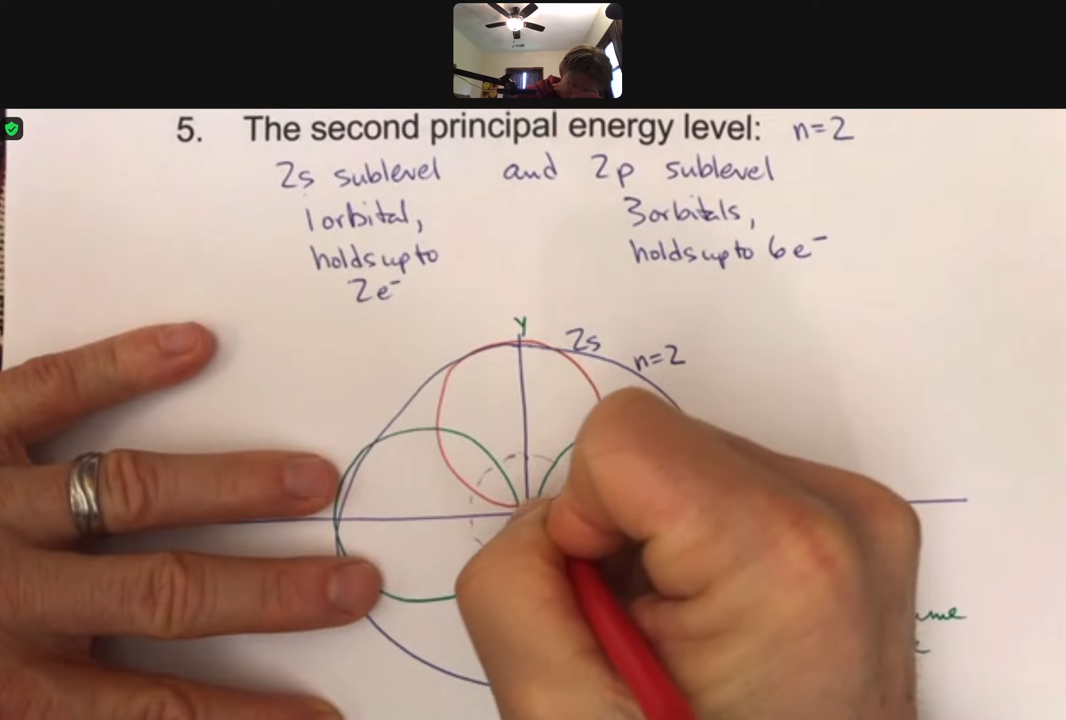 5. The second principal energy level: n=2
2s sublevel and 2p sublevel
1 orbital, 3 orbitals,
holds up to holds up to 6e⁻
2e⁻
y
2s
n=2